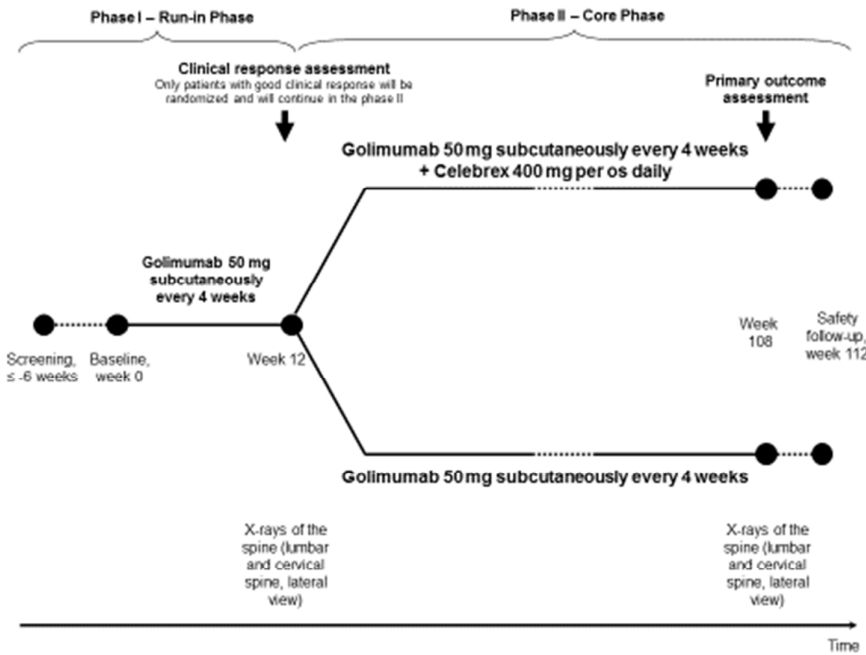 Phase I – Run-in Phase
Phase II – Core Phase
Clinical response assessment
Only patients with good clinical response will be
randomized and will continue in the phase II
Primary outcome
assessment
Golimumab 50 mg subcutaneously every 4 weeks
+ Celebrex 400 mg per os daily
Golimumab 50 mg
subcutaneously
every 4 weeks
Screening,
≤ -6 weeks
Baseline,
week 0
Week 12
Week
108
Safety
follow-up,
week 112
Golimumab 50 mg subcutaneously every 4 weeks
X-rays of the
spine (lumbar
and cervical
spine, lateral
view)
X-rays of the
spine (lumbar
and cervical
spine, lateral
view)
Time